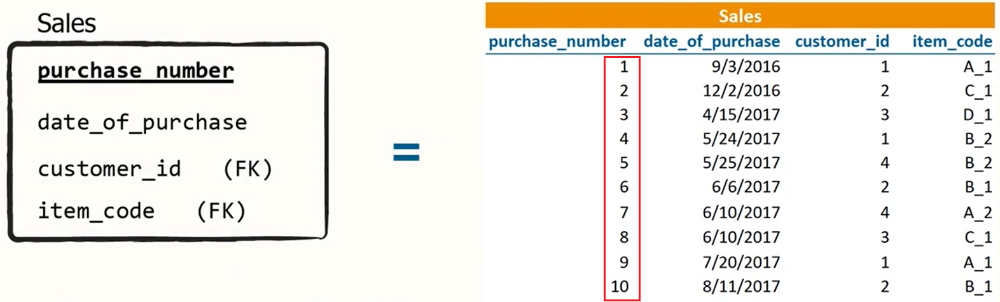 Sales
purchase number
date_of_purchase
customer_id (FK)
item_code (FK)
=
Sales
purchase_number date_of_purchase customer_id item_code
1 9/3/2016 1 A_1
2 12/2/2016 2 C_1
3 4/15/2017 3 D_1
4 5/24/2017 1 B_2
5 5/25/2017 4 B_2
6 6/6/2017 2 B_1
7 6/10/2017 4 A_2
8 6/10/2017 3 C_1
9 7/20/2017 1 A_1
10 8/11/2017 2 B_1